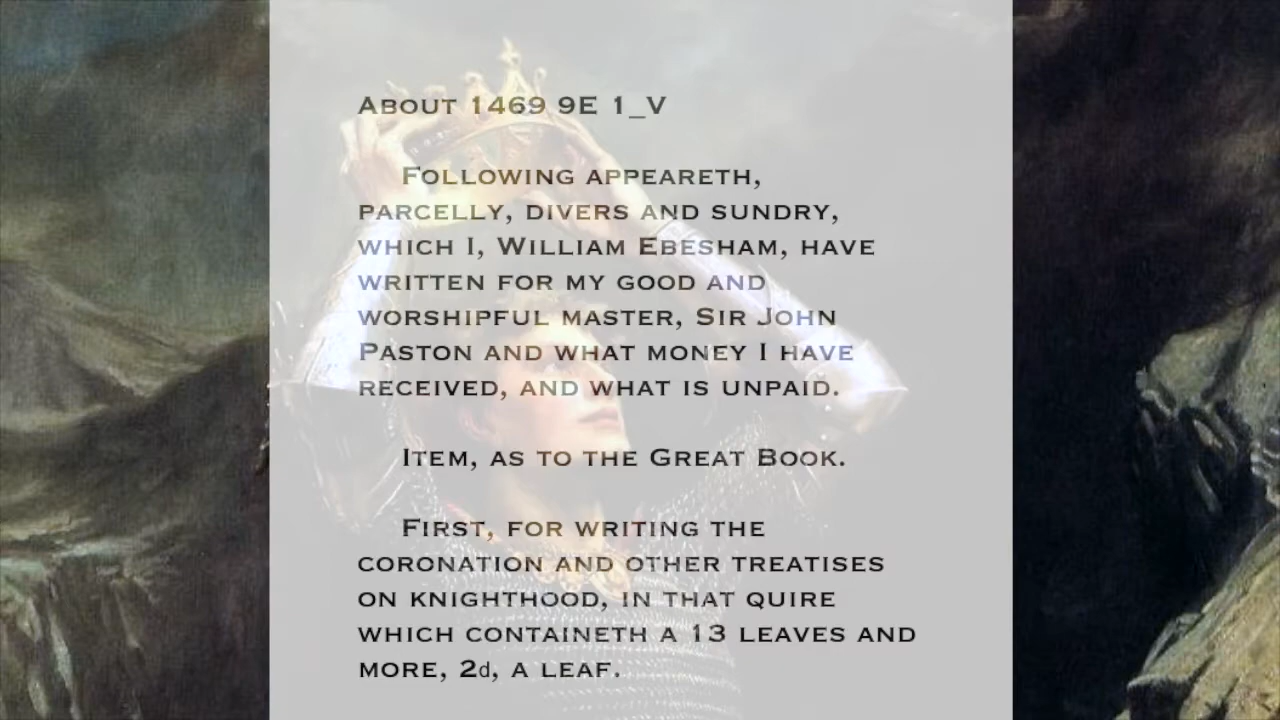 About 1469 9E 1_V
Following appeareth,
parcelly, divers and sundry,
which I, William Ebesham, have
written for my good and
worshipful master, Sir John
Paston and what money I have
received, and what is unpaid.
Item, as to the Great Book.
First, for writing the
coronation and other treatises
on knighthood, in that quire
which containeth a 13 leaves and
more, 2d, a leaf.